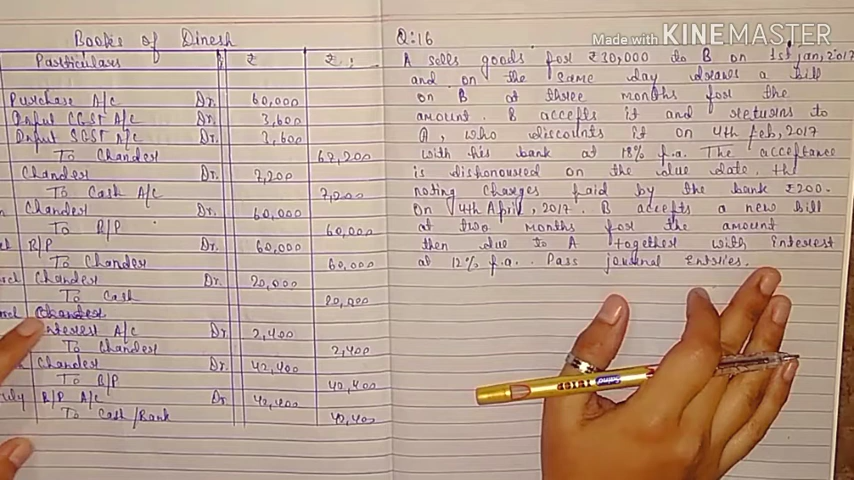 Made with KINEMASTER
Books of Dinesh
Particulars ₹ ₹
Purchase A/c Dr. 60,000
Input CGST A/c Dr. 3,600
Input SGST A/c Dr. 3,600
To Chander 67,200
Chander Dr. 7,200
To Cash A/c 7,200
Chander Dr. 60,000
To B/P 60,000
B/P Dr. 60,000
To Chander 60,000
Chander Dr. 20,000
To Cash 20,000
Chander
Interest A/c Dr. 2,400
To Chander 2,400
Chander Dr. 42,400
To B/P 42,400
B/P A/c Dr. 42,400
To Cash/Bank 42,400
Q:16
A sells goods for ₹30,000 to B on 1st jan, 2017
and on the same day draws a bill
on B at three months for the
amount. B accepts it and returns to
A, who discounts it on 4th feb, 2017
with his bank at 18% p.a. The acceptance
is dishonoured on the due date, the
noting charges paid by the bank ₹200.
On 4th April, 2017. B accepts a new bill
at two months for the amount
then due to A together with interest
at 12% p.a. Pass journal Entries.